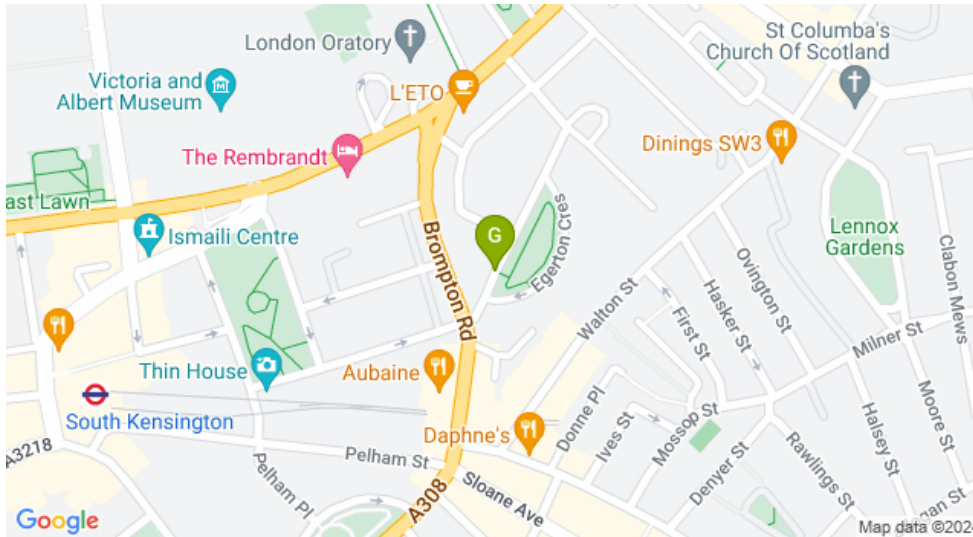 London Oratory
St Columba's
Church Of Scotland
Victoria and
Albert Museum
L'ETO
Dinings SW3
The Rembrandt
ast Lawn
Ismaili Centre
G
Brompton Rd
Egerton Cres
Lennox
Gardens
Clabon Mews
Ovington St
Walton St
Hasker St
First St
Milner St
Thin House
Aubaine
South Kensington
Daphne's
Donne Pl
Ives St
Mossop St
Moore St
Halsey St
A3218
Pelham St
Pelham Pl
A308
Sloane Ave
Denyer St
Rawlings St
gan St
Google
Map data ©2024